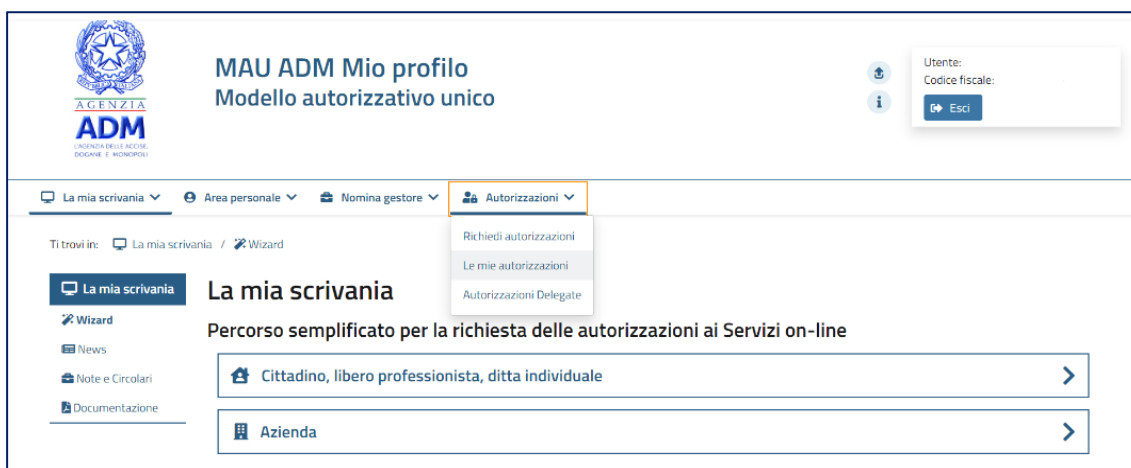 AGENZIA
ADM
L'AGENZIA DELLE ACCISE,
DOGANE E MONOPOLI
MAU ADM Mio profilo
Modello autorizzativo unico
i
Utente:
Codice fiscale:
Esci
La mia scrivania
Area personale
Nomina gestore
Autorizzazioni
Richiedi autorizzazioni
Le mie autorizzazioni
Autorizzazioni Delegate
Ti trovi in: La mia scrivania / Wizard
La mia scrivania
Wizard
News
Note e Circolari
Documentazione
La mia scrivania
Percorso semplificato per la richiesta delle autorizzazioni ai Servizi on-line
Cittadino, libero professionista, ditta individuale
Azienda